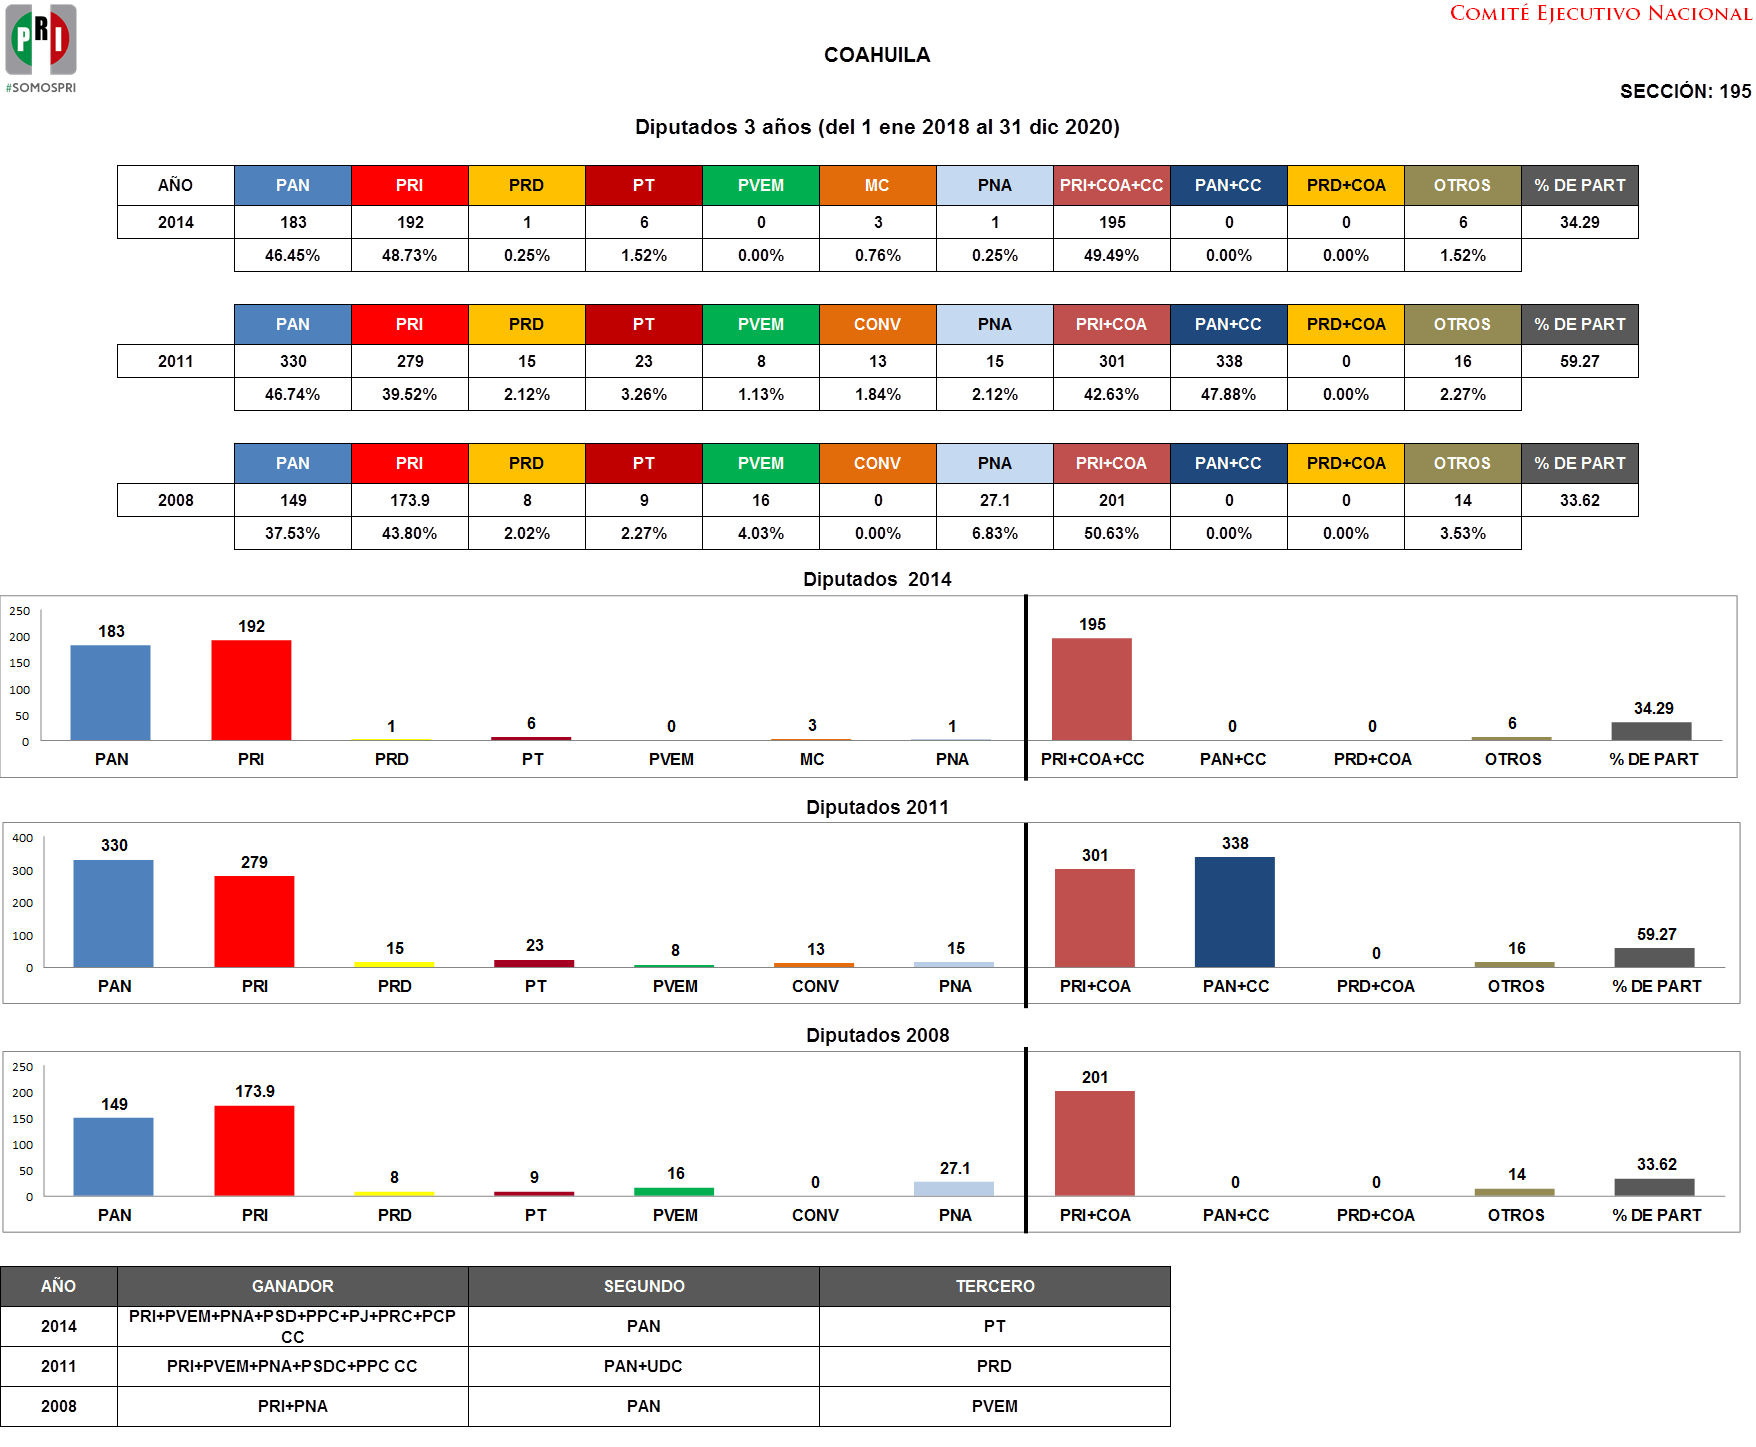 COMITÉ EJECUTIVO NACIONAL
PRI
#SOMOSPRI
COAHUILA
SECCIÓN: 195
Diputados 3 años (del 1 ene 2018 al 31 dic 2020)
AÑO PAN PRI PRD PT PVEM MC PNA PRI+COA+CC PAN+CC PRD+COA OTROS % DE PART
2014 183 192 1 6 0 3 1 195 0 0 6 34.29
46.45% 48.73% 0.25% 1.52% 0.00% 0.76% 0.25% 49.49% 0.00% 0.00% 1.52%
PAN PRI PRD PT PVEM CONV PNA PRI+COA PAN+CC PRD+COA OTROS % DE PART
2011 330 279 15 23 8 13 15 301 338 0 16 59.27
46.74% 39.52% 2.12% 3.26% 1.13% 1.84% 2.12% 42.63% 47.88% 0.00% 2.27%
PAN PRI PRD PT PVEM CONV PNA PRI+COA PAN+CC PRD+COA OTROS % DE PART
2008 149 173.9 8 9 16 0 27.1 201 0 0 14 33.62
37.53% 43.80% 2.02% 2.27% 4.03% 0.00% 6.83% 50.63% 0.00% 0.00% 3.53%
Diputados 2014
250
200
150
100
50
0
183 192 1 6 0 3 1 195 0 0 6 34.29
PAN PRI PRD PT PVEM MC PNA PRI+COA+CC PAN+CC PRD+COA OTROS % DE PART
Diputados 2011
400
300
200
100
0
330 279 15 23 8 13 15 301 338 0 16 59.27
PAN PRI PRD PT PVEM CONV PNA PRI+COA PAN+CC PRD+COA OTROS % DE PART
Diputados 2008
250
200
150
100
50
0
149 173.9 8 9 16 0 27.1 201 0 0 14 33.62
PAN PRI PRD PT PVEM CONV PNA PRI+COA PAN+CC PRD+COA OTROS % DE PART
AÑO GANADOR SEGUNDO TERCERO
2014 PRI+PVEM+PNA+PSD+PPC+PJ+PRC+PCP CC PAN PT
2011 PRI+PVEM+PNA+PSDC+PPC CC PAN+UDC PRD
2008 PRI+PNA PAN PVEM